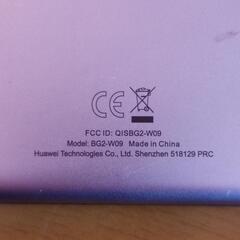 CE
FCC ID: QISBG2-W09
Model: BG2-W09 Made in China
Huawei Technologies Co., Ltd. Shenzhen 518129 PRC